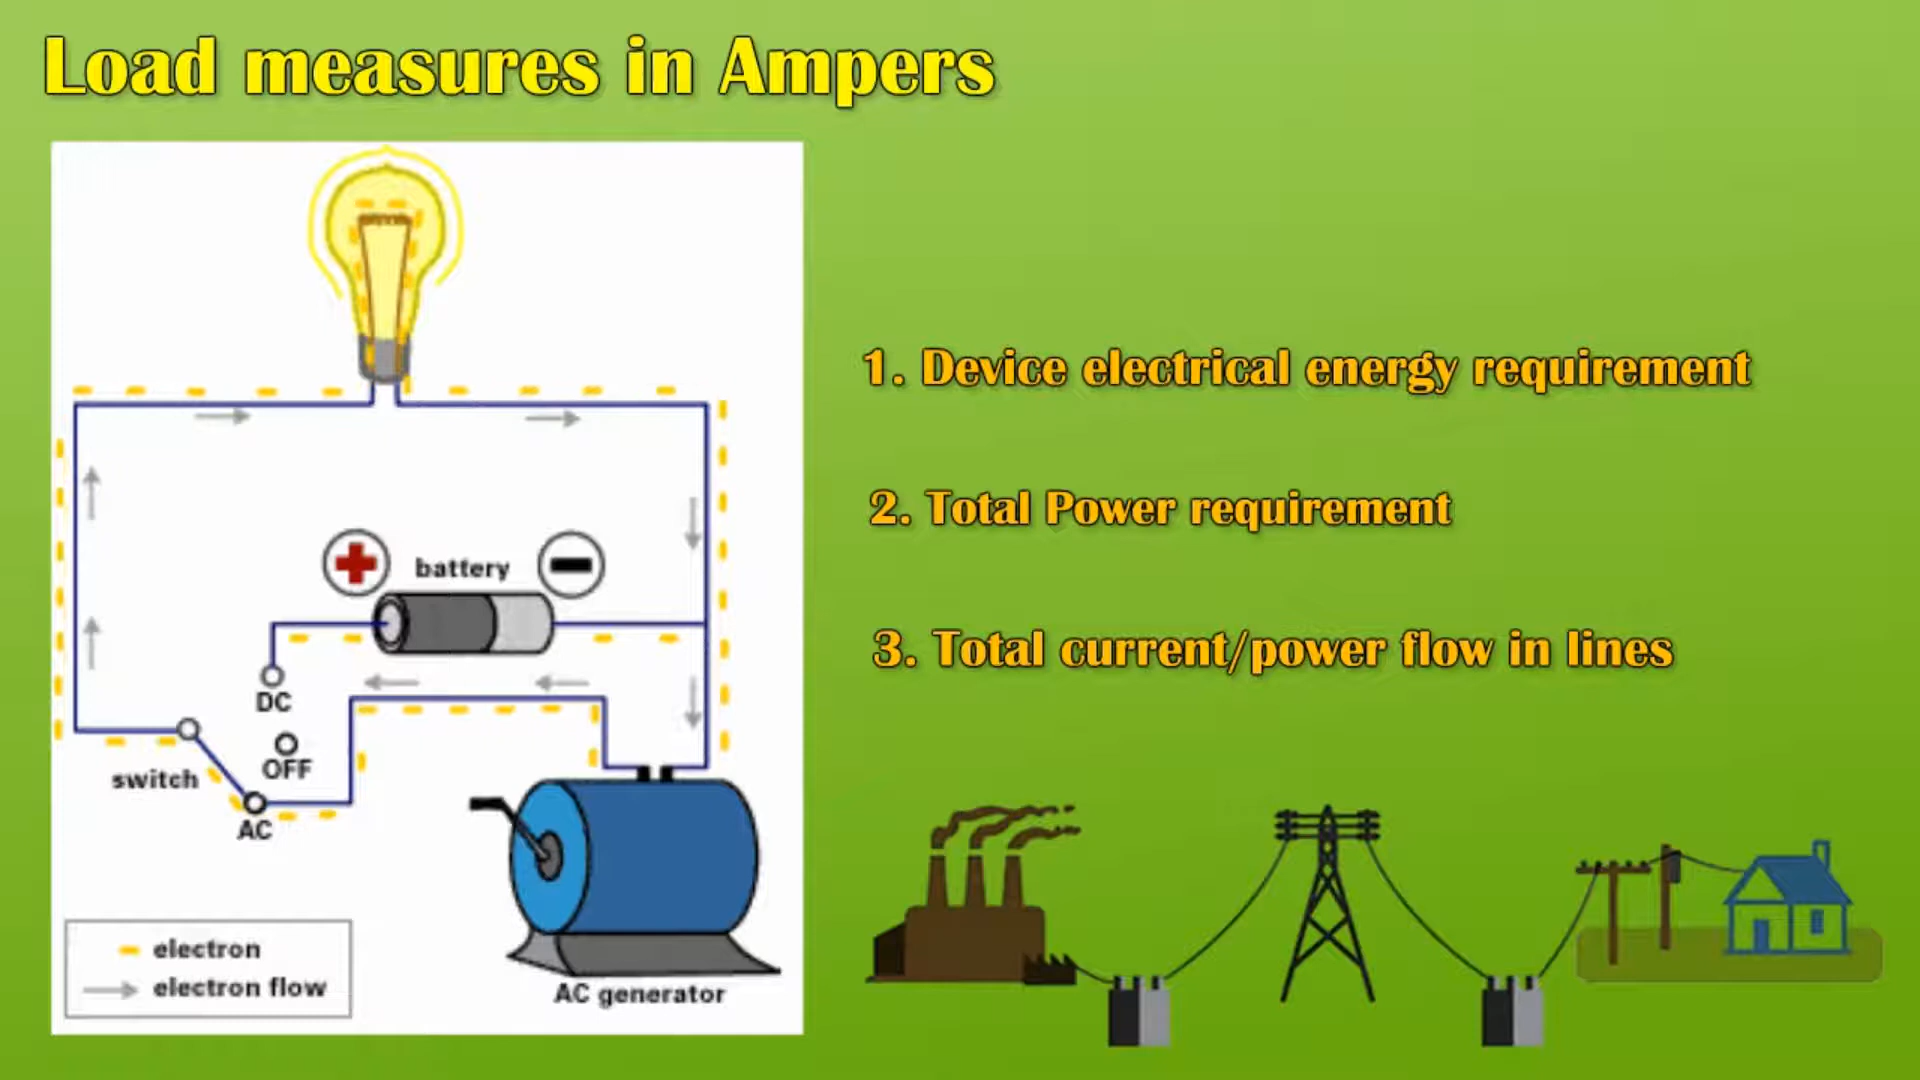 Load measures in Ampers
battery
DC
OFF
switch
AC
electron
electron flow
AC generator
1. Device electrical energy requirement
2. Total Power requirement
3. Total current/power flow in lines